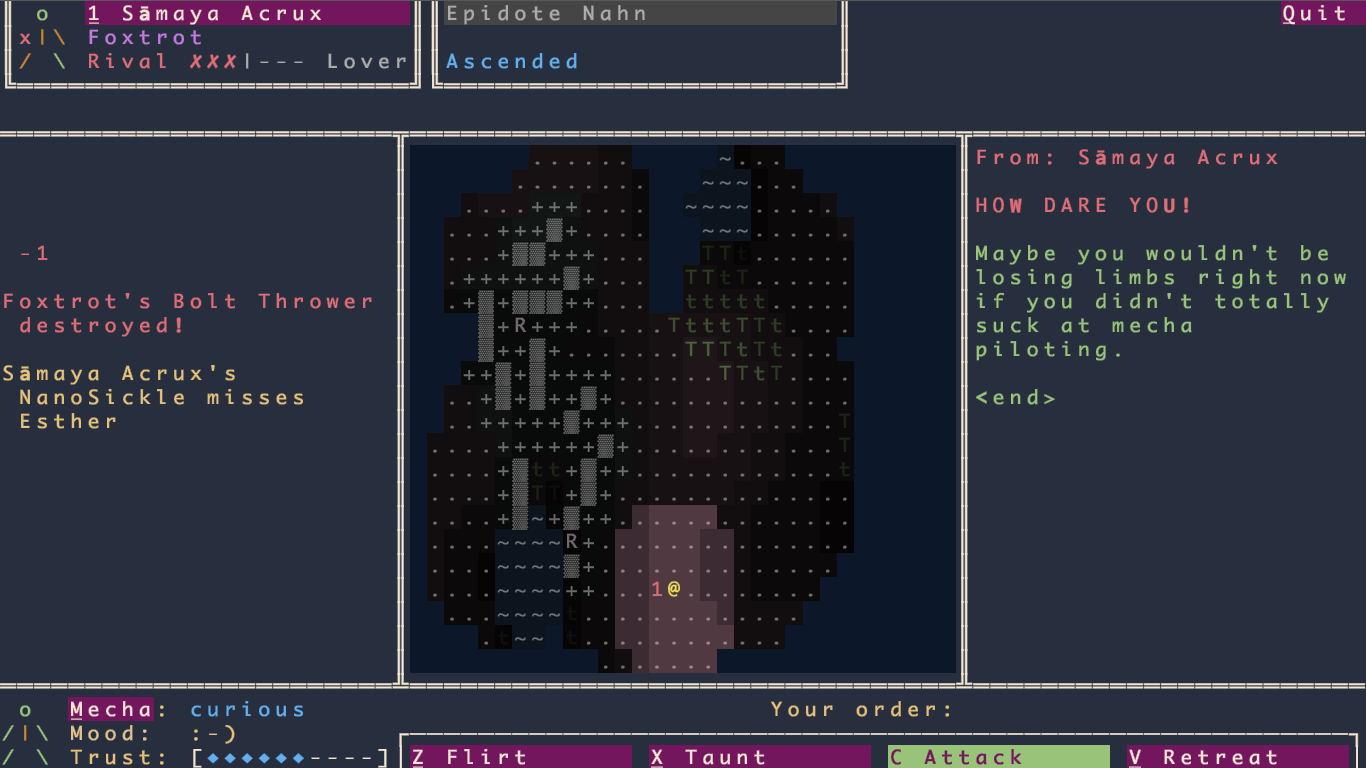 1 Sāmaya Acrux
Foxtrot
Rival ✗✗✗|--- Lover
Epidote Nahn
Ascended
Quit
-1
Foxtrot's Bolt Thrower
destroyed!
Sāmaya Acrux's
NanoSickle misses
Esther
From: Sāmaya Acrux
HOW DARE YOU!
Maybe you wouldn't be
losing limbs right now
if you didn't totally
suck at mecha
piloting.
<end>
R
R
1@
Mecha: curious
Mood: :-)
Trust: [◆◆◆◆◆◆----]
Your order:
Z Flirt
X Taunt
C Attack
V Retreat